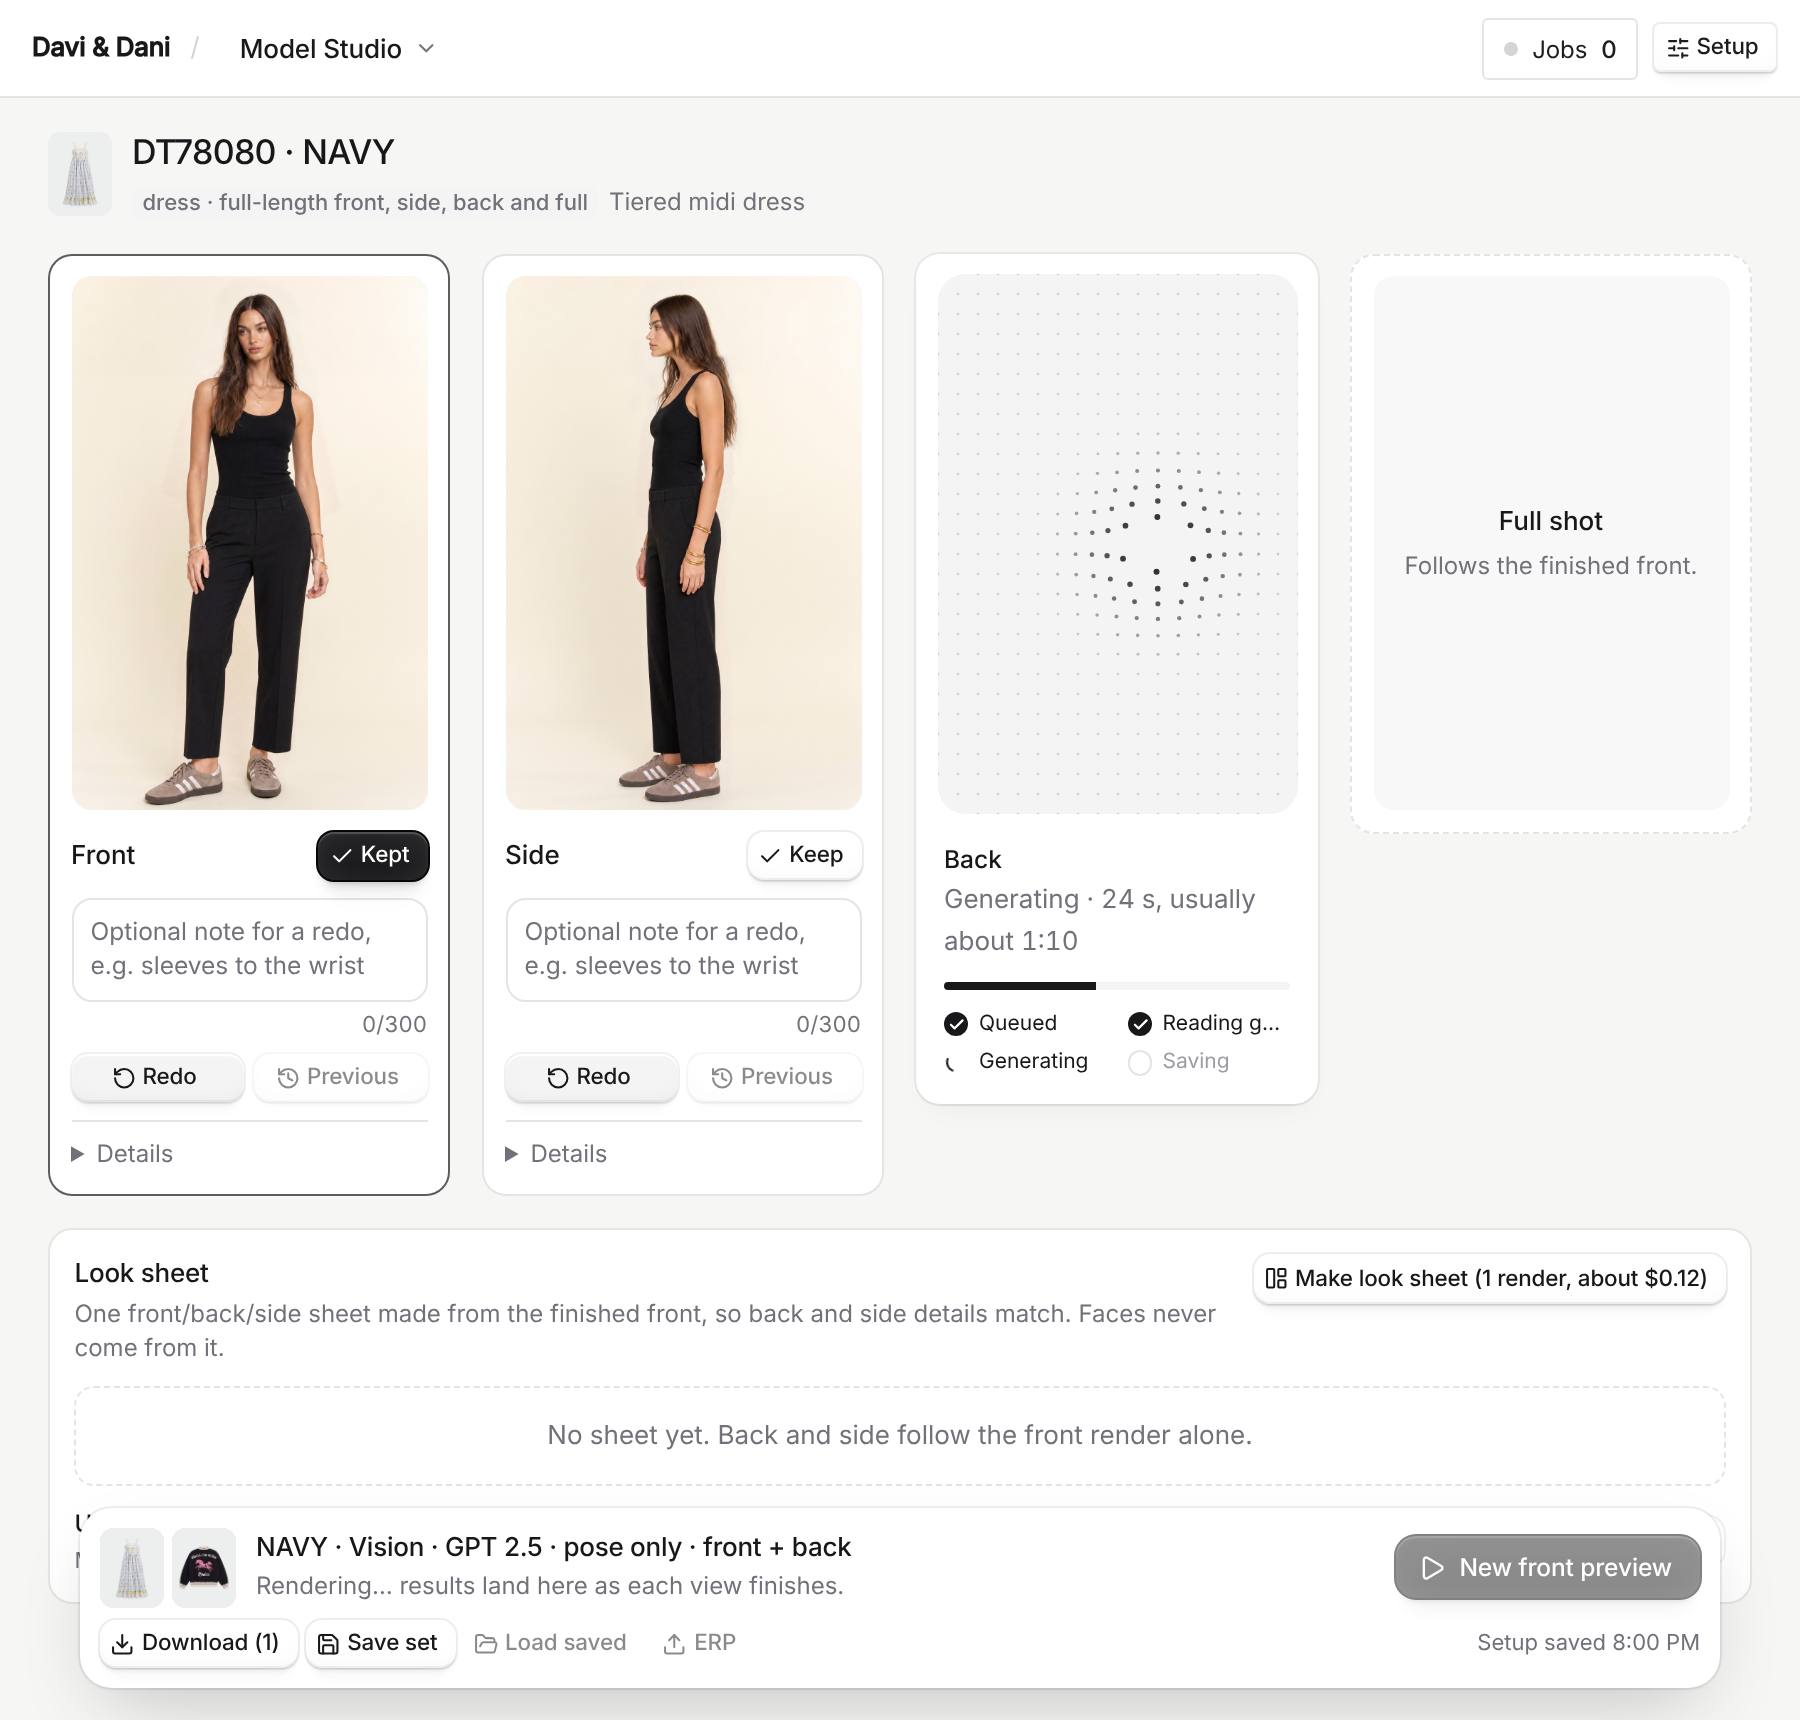 Davi & Dani / Model Studio
Jobs 0
Setup
DT78080 · NAVY
dress · full-length front, side, back and full Tiered midi dress
Full shot
Follows the finished front.
Front
Kept
Optional note for a redo,
e.g. sleeves to the wrist
0/300
Redo
Previous
Details
Side
Keep
Optional note for a redo,
e.g. sleeves to the wrist
0/300
Redo
Previous
Details
Back
Generating · 24 s, usually
about 1:10
Queued
Reading g...
Generating
Saving
Look sheet
Make look sheet (1 render, about $0.12)
One front/back/side sheet made from the finished front, so back and side details match. Faces never
come from it.
No sheet yet. Back and side follow the front render alone.
NAVY · Vision · GPT 2.5 · pose only · front + back
Rendering... results land here as each view finishes.
New front preview
Download (1)
Save set
Load saved
ERP
Setup saved 8:00 PM